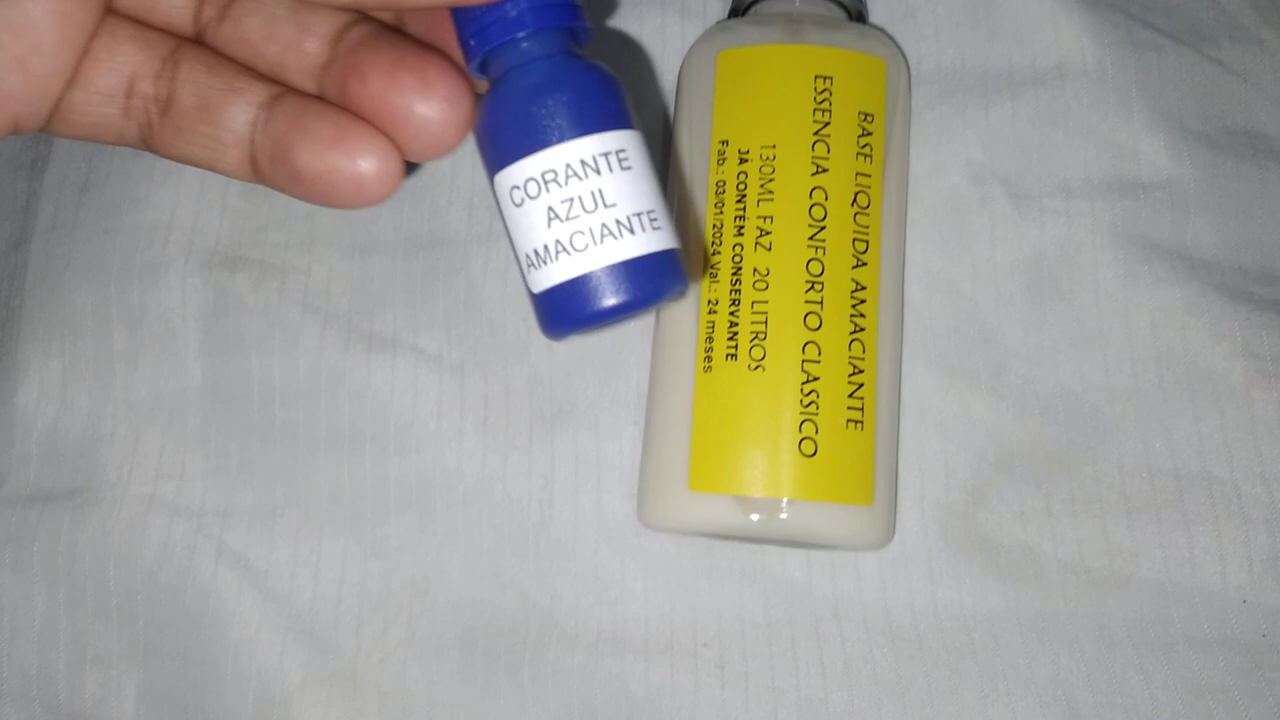 CORANTE
AZUL
AMACIANTE
BASE LIQUIDA AMACIANTE
ESSENCIA CONFORTO CLASSICO
130ML FAZ 20 LITROS
JÁ CONTÉM CONSERVANTE
Fab.: 03/01/2024 Val.: 24 meses